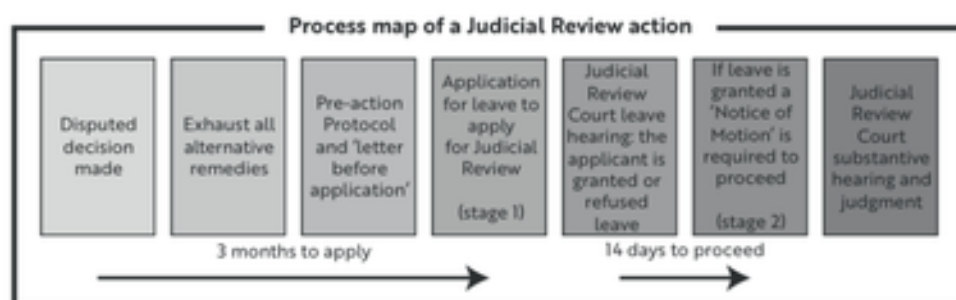 Process map of a Judicial Review action
Disputed
decision
made
Exhaust all
alternative
remedies
Pre-action
Protocol
and 'letter
before
application'
Application
for leave to
apply
for Judicial
Review
(stage 1)
Judicial
Review
Court leave
hearing: the
applicant is
granted or
refused
leave
If leave is
granted a
'Notice of
Motion' is
required to
proceed
(stage 2)
Judicial
Review
Court
substantive
hearing and
judgment
3 months to apply
14 days to proceed